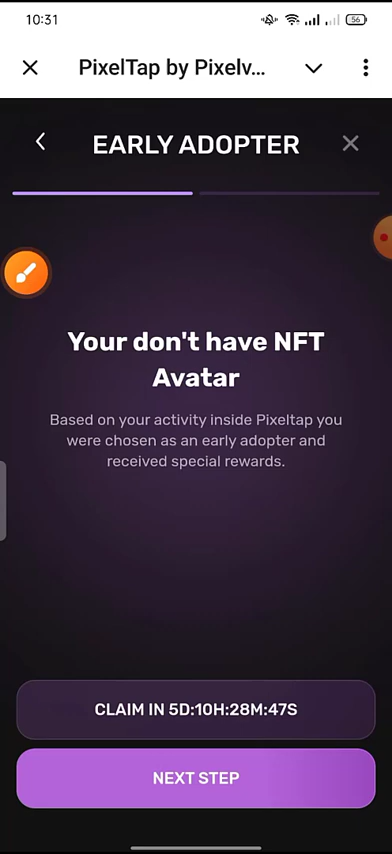 10:31
56
PixelTap by Pixelv...
EARLY ADOPTER
Your don't have NFT
Avatar
Based on your activity inside Pixeltap you
were chosen as an early adopter and
received special rewards.
CLAIM IN 5D:10H:28M:47S
NEXT STEP